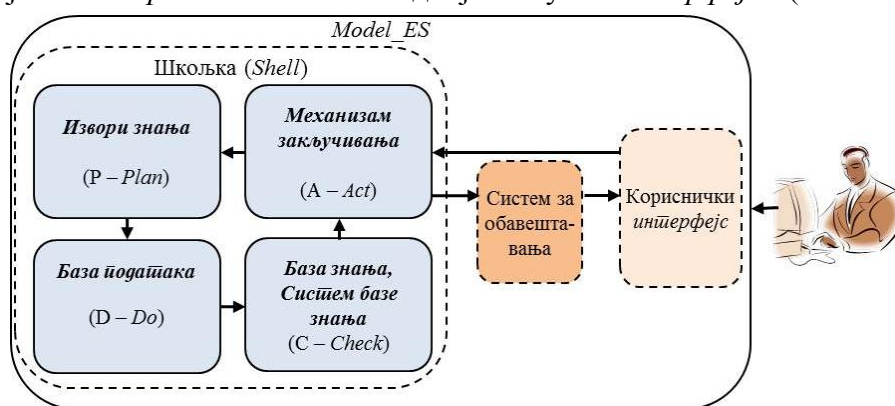 Model_ES
Шкољка (Shell)
Извори знања
(P – Plan)
Механизам
закључивања
(A – Act)
База података
(D – Do)
База знања,
Систем базе
знања
(C – Check)
Систем за
обавешта-
вања
Кориснички
интерфејс